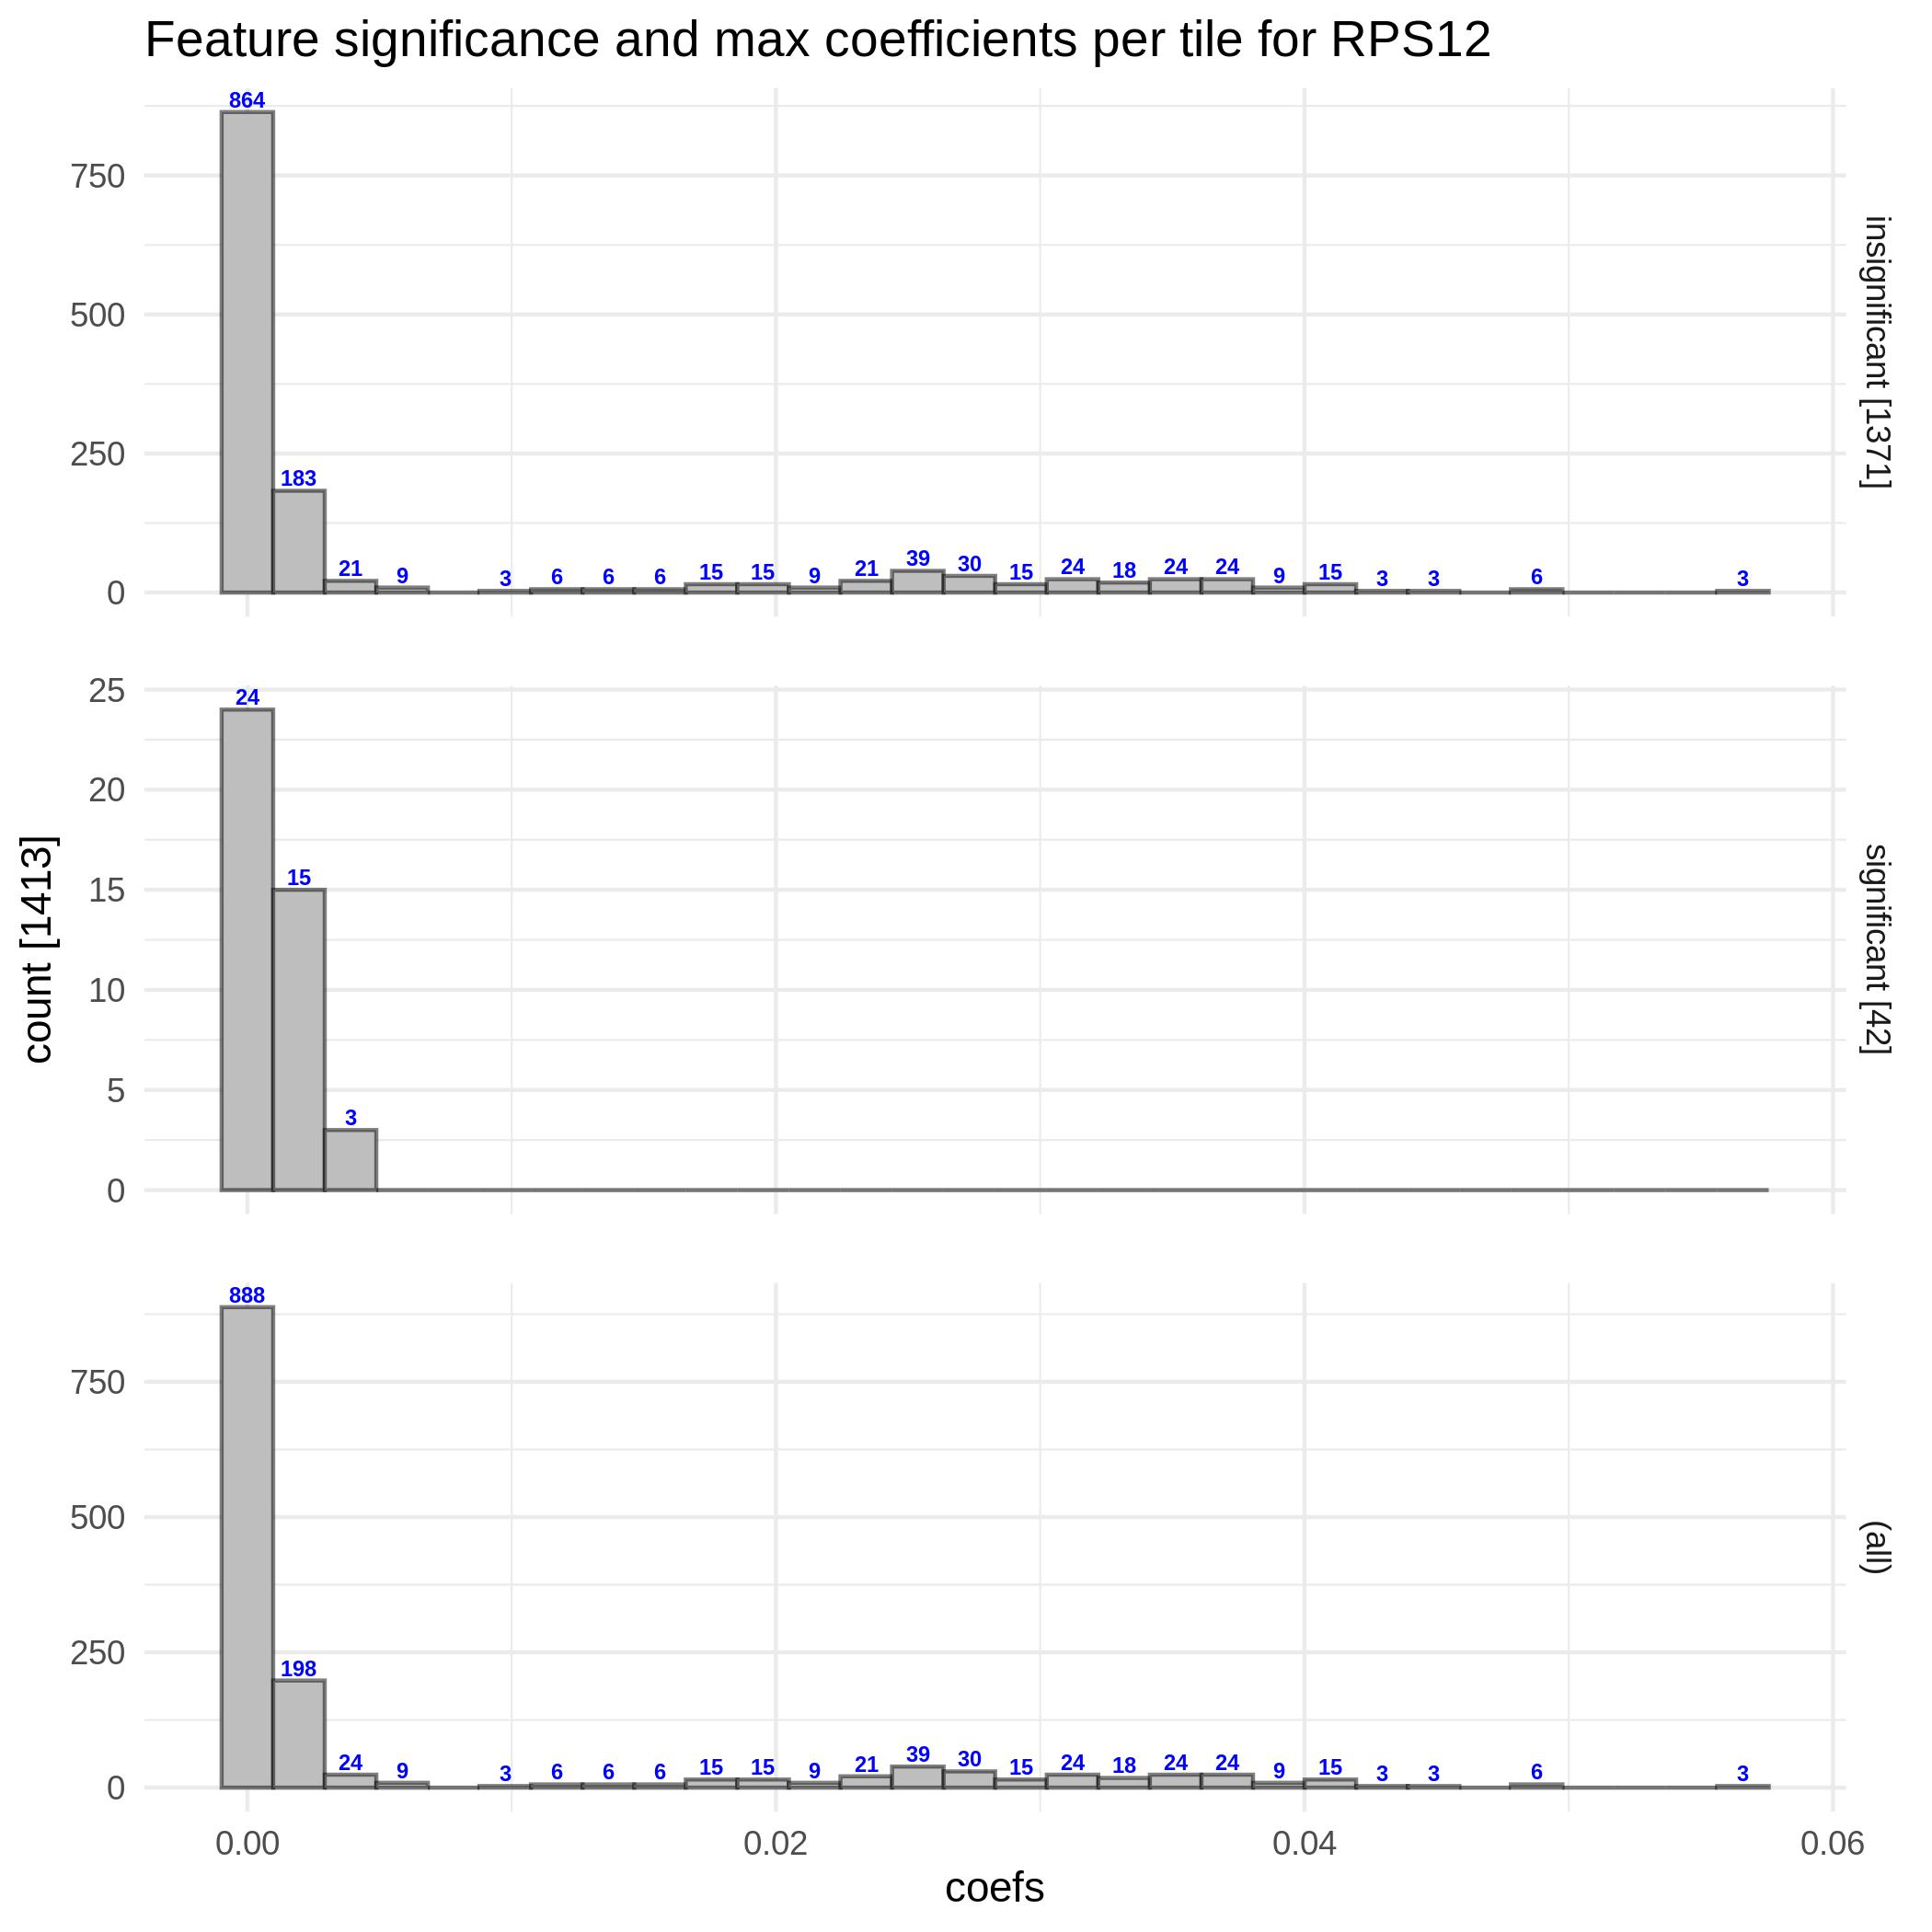 Feature significance and max coefficients per tile for RPS12
864
750
500
250
183
21 9 3 6 6 6 15 15 9 21 39 30 15 24 18 24 24 9 15 3 3 6 3
0
insignificant [1371]
25
24
20
15
15
10
5
3
0
significant [42]
count [1413]
888
750
500
250
198
24 9 3 6 6 6 15 15 9 21 39 30 15 24 18 24 24 9 15 3 3 6 3
0
(all)
0.00 0.02 0.04 0.06
coefs